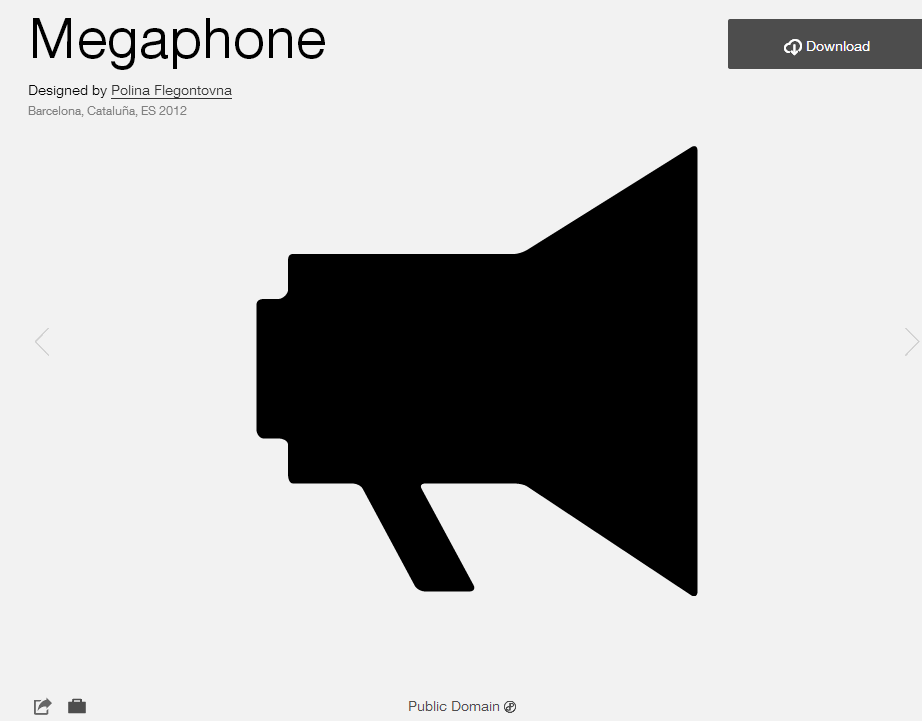 Megaphone
Download
Designed by Polina Flegontovna
Barcelona, Cataluña, ES 2012
Public Domain